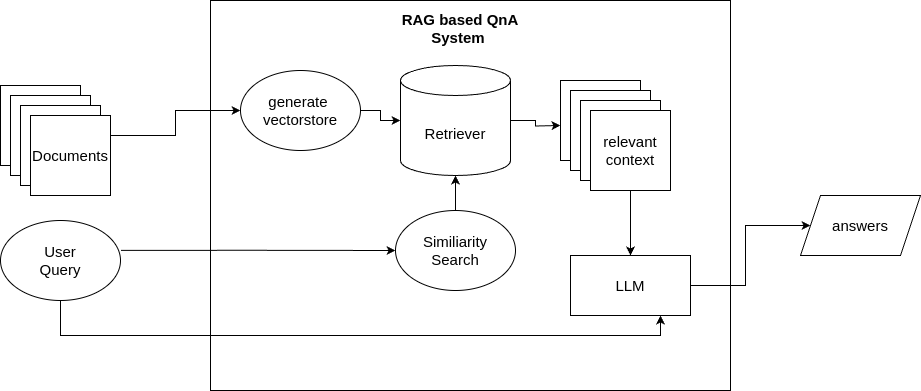 RAG based QnA
System
generate
vectorstore
Retriever
relevant
context
Documents
User
Query
Similiarity
Search
LLM
answers